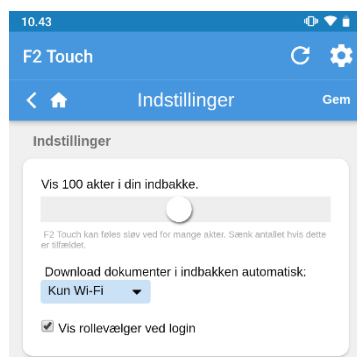 10.43
F2 Touch
Indstillinger
Gem
Indstillinger
Vis 100 akter i din indbakke.
F2 Touch kan føles sløv ved for mange akter. Sænk antallet hvis dette
er tilfældet.
Download dokumenter i indbakken automatisk:
Kun Wi-Fi
Vis rollevælger ved login